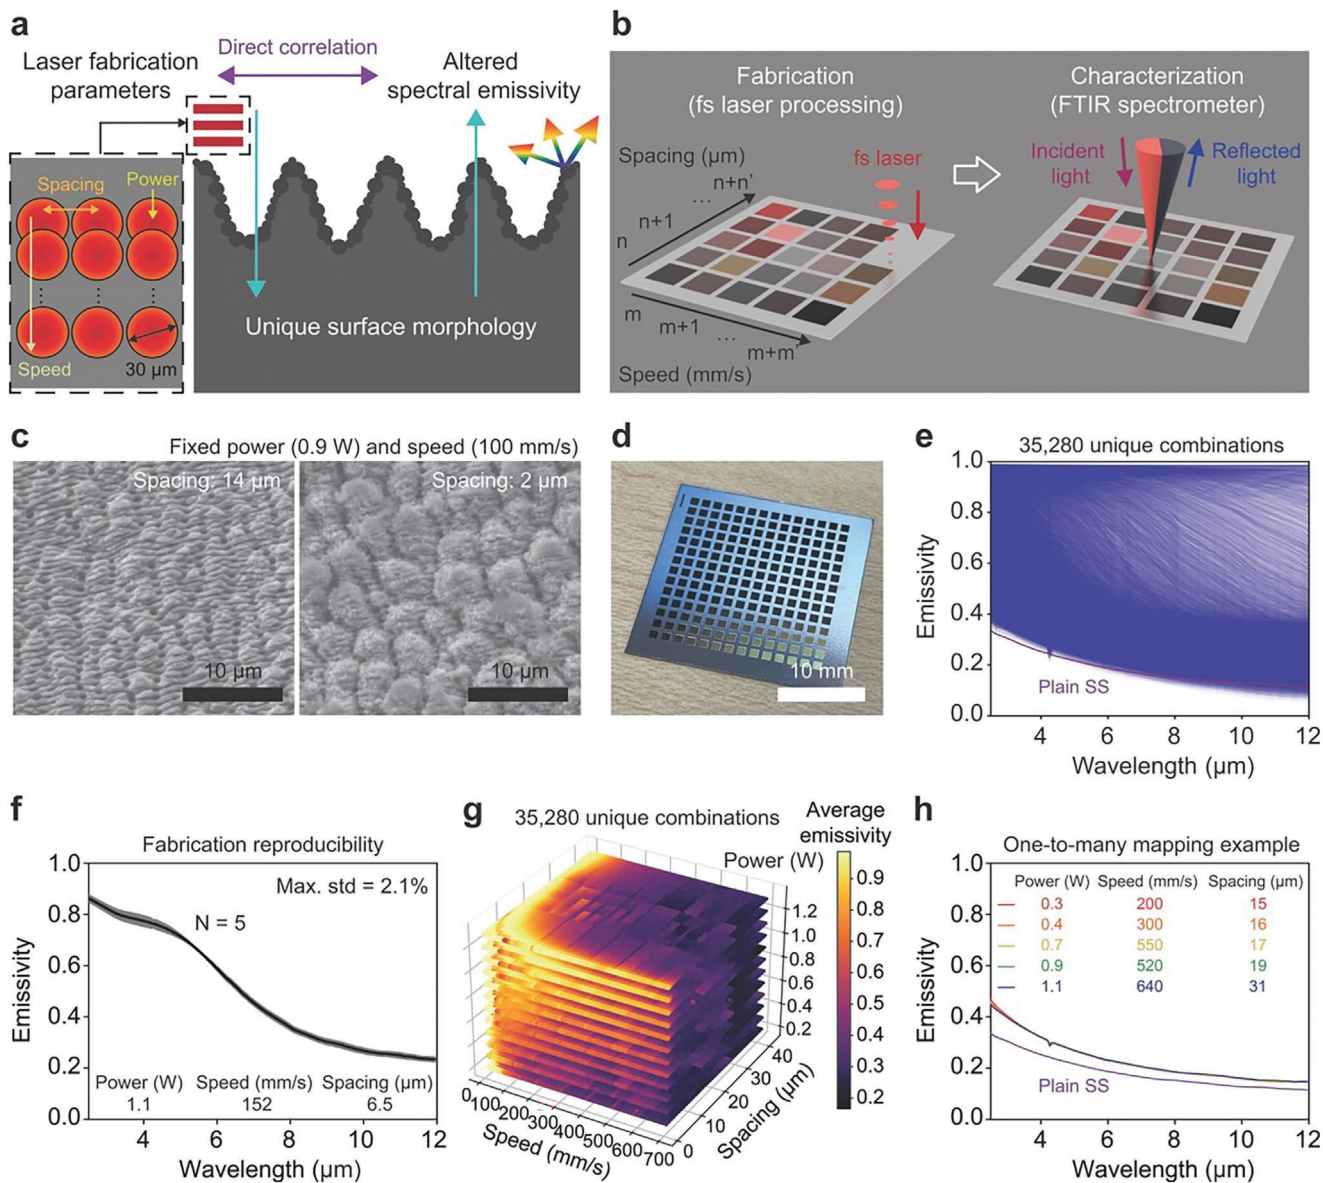 a
Direct correlation
Laser fabrication
parameters
Altered
spectral emissivity
Spacing
Power
Speed
30 μm
Unique surface morphology
b
Fabrication
(fs laser processing)
Characterization
(FTIR spectrometer)
Spacing (μm)
n+n'
...
n+1
n
fs laser
Incident
light
Reflected
light
m
m+1
...
m+m'
Speed (mm/s)
c
Fixed power (0.9 W) and speed (100 mm/s)
Spacing: 14 μm
10 μm
Spacing: 2 μm
10 μm
d
10 mm
e
35,280 unique combinations
Emissivity
1.0
0.8
0.6
0.4
0.2
0.0
Plain SS
4 6 8 10 12
Wavelength (μm)
f
Fabrication reproducibility
Max. std = 2.1%
N = 5
Emissivity
1.0
0.8
0.6
0.4
0.2
0.0
Power (W) Speed (mm/s) Spacing (μm)
1.1 152 6.5
4 6 8 10 12
Wavelength (μm)
g
35,280 unique combinations
Average
emissivity
Power (W)
1.2
1.0
0.8
0.6
0.4
0.2
0.9
0.8
0.7
0.6
0.5
0.4
0.3
0.2
0 100 200 300 400 500 600 700
Speed (mm/s)
0 10 20 30 40
Spacing (μm)
h
One-to-many mapping example
Emissivity
1.0
0.8
0.6
0.4
0.2
0.0
Power (W) Speed (mm/s) Spacing (μm)
0.3 200 15
0.4 300 16
0.7 550 17
0.9 520 19
1.1 640 31
Plain SS
4 6 8 10 12
Wavelength (μm)